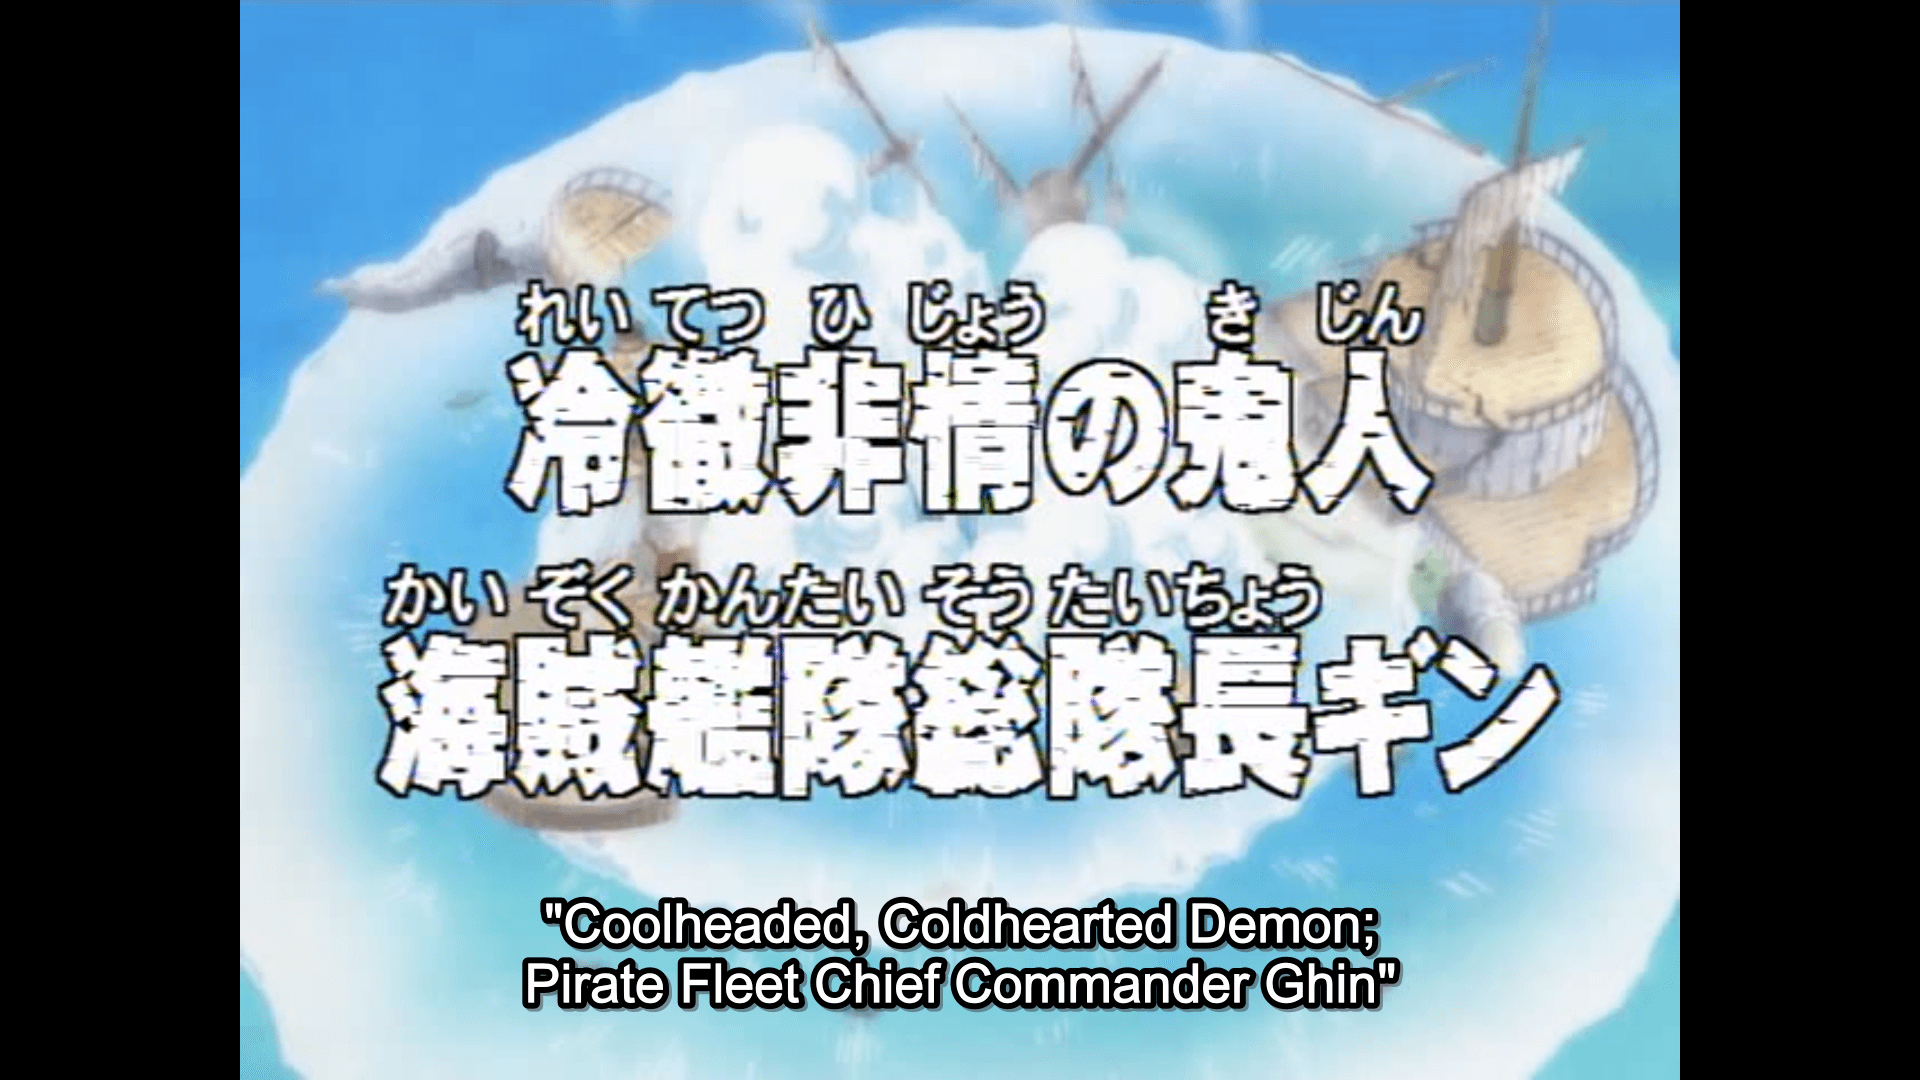 れいてつひじょう きじん
冷徹非情の鬼人
かいぞくかんたいそうたいちょう
海賊艦隊総隊長ギン
"Coolheaded, Coldhearted Demon;
Pirate Fleet Chief Commander Ghin"